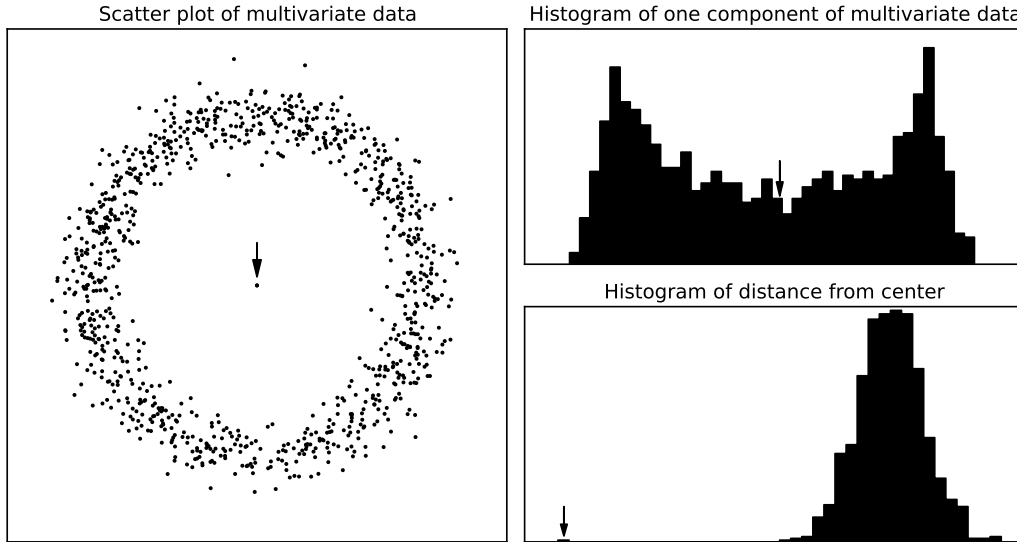 Scatter plot of multivariate data
Histogram of one component of multivariate data
Histogram of distance from center